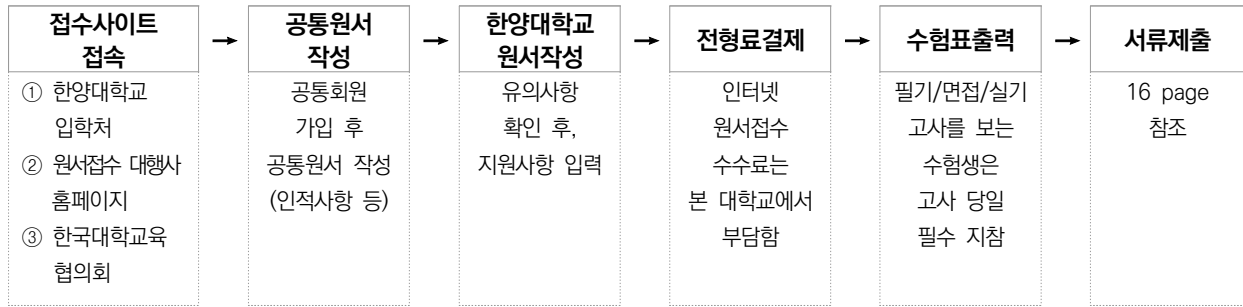 접수사이트
접속
→
공통원서
작성
→
한양대학교
원서작성
→
전형료결제
→
수험표출력
→
서류제출
① 한양대학교
입학처
② 원서접수 대행사
홈페이지
③ 한국대학교육
협의회
공통회원
가입 후
공통원서 작성
(인적사항 등)
유의사항
확인 후,
지원사항 입력
인터넷
원서접수
수수료는
본 대학교에서
부담함
필기/면접/실기
고사를 보는
수험생은
고사 당일
필수 지참
16 page
참조